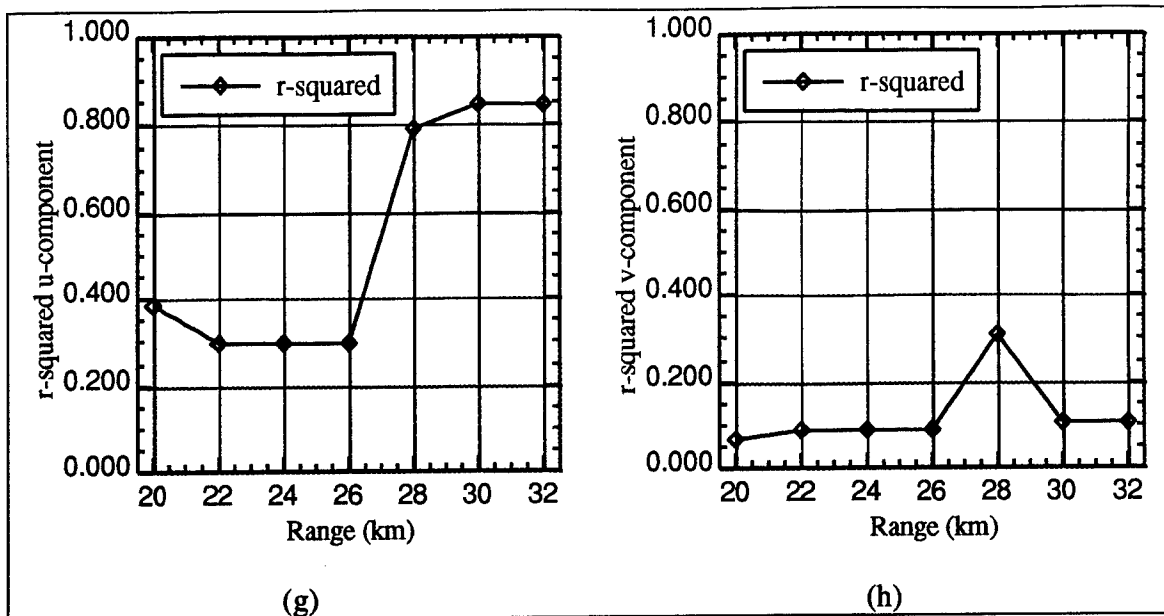 1.000
0.800
0.600
0.400
0.200
0.000
r-squared u-component
r-squared
20 22 24 26 28 30 32
Range (km)
(g)
1.000
0.800
0.600
0.400
0.200
0.000
r-squared v-component
r-squared
20 22 24 26 28 30 32
Range (km)
(h)